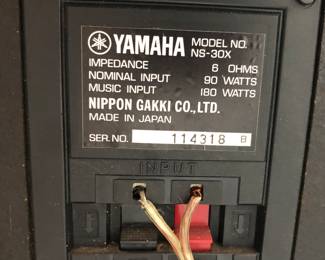 YAMAHA MODEL NO. NS-30X
IMPEDANCE 6 OHMS
NOMINAL INPUT 90 WATTS
MUSIC INPUT 180 WATTS
NIPPON GAKKI CO., LTD.
MADE IN JAPAN
SER. NO. 114318 B
INPUT